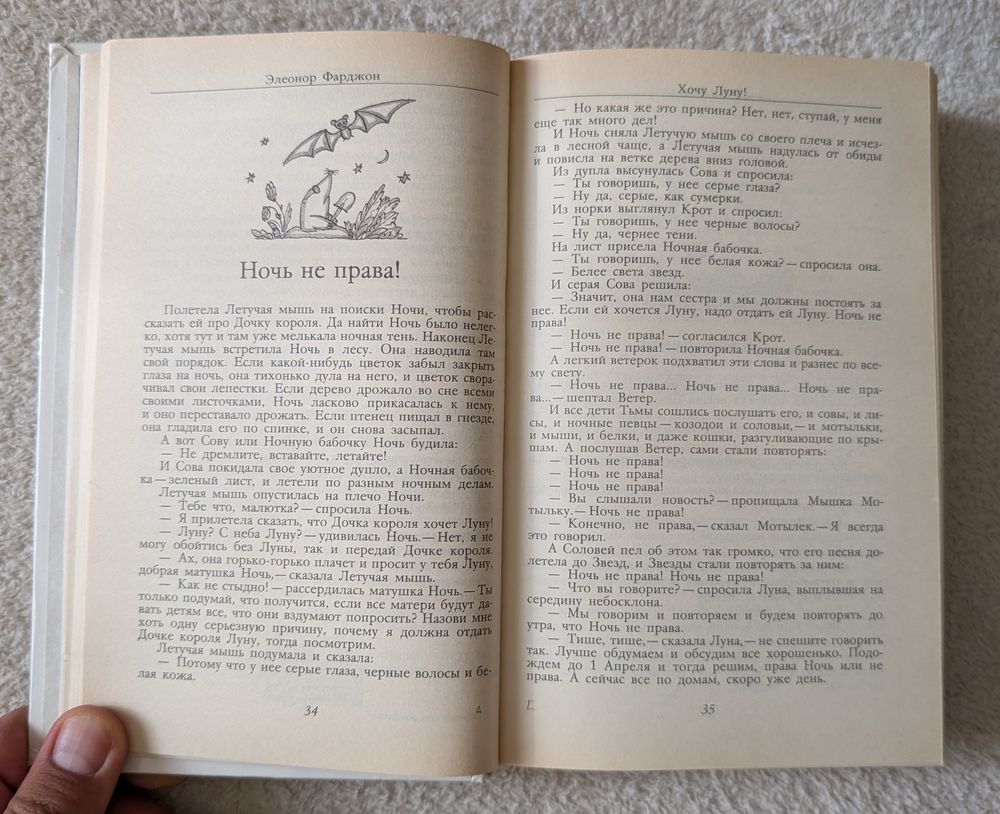 Элеонор Фарджон
Ночь не права!
Полетела Летучая мышь на поиски Ночи, чтобы рас-
сказать ей про Дочку короля. Да найти Ночь было нелег-
ко, хотя тут и там уже мелькала ночная тень. Наконец Ле-
тучая мышь встретила Ночь в лесу. Она наводила там
свой порядок. Если какой-нибудь цветок забыл закрыть
глаза на ночь, она тихонько дула на него, и цветок свора-
чивал свои лепестки. Если дерево дрожало во сне всеми
своими листочками, Ночь ласково прикасалась к нему,
и оно переставало дрожать. Если птенец пищал в гнезде,
она гладила его по спинке, и он снова засыпал.
А вот Сову или Ночную бабочку Ночь будила:
— Не дремлите, вставайте, летайте!
И Сова покидала свое уютное дупло, а Ночная бабоч-
ка — зеленый лист, и летели по разным ночным делам.
Летучая мышь опустилась на плечо Ночи.
— Тебе что, малютка? — спросила Ночь.
— Я прилетела сказать, что Дочка короля хочет Луну!
— Луну? С неба Луну? — удивилась Ночь. — Нет, я не
могу обойтись без Луны, так и передай Дочке короля.
— Ах, она горько-горько плачет и просит у тебя Луну,
добрая матушка Ночь, — сказала Летучая мышь.
— Как не стыдно! — рассердилась матушка Ночь. — Ты
только подумай, что получится, если все матери будут да-
вать детям все, что они вздумают попросить? Назови мне
хоть одну серьезную причину, почему я должна отдать
Дочке короля Луну, тогда посмотрим.
Летучая мышь подумала и сказала:
— Потому что у нее серые глаза, черные волосы и бе-
лая кожа.
34
Хочу Луну!
— Но какая же это причина? Нет, нет, ступай, у меня
еще так много дел!
И Ночь сняла Летучую мышь со своего плеча и исчез-
ла в лесной чаще, а Летучая мышь надулась от обиды
и повисла на ветке дерева вниз головой.
Из дупла высунулась Сова и спросила:
— Ты говоришь, у нее серые глаза?
— Ну да, серые, как сумерки.
Из норки выглянул Крот и спросил:
— Ты говоришь, у нее черные волосы?
— Ну да, чернее тени.
На лист присела Ночная бабочка.
— Ты говоришь, у нее белая кожа? — спросила она.
— Белее света звезд.
И серая Сова решила:
— Значит, она нам сестра и мы должны постоять за
нее. Если ей хочется Луну, надо отдать ей Луну. Ночь не
права!
— Ночь не права! — согласился Крот.
— Ночь не права! — повторила Ночная бабочка.
А легкий ветерок подхватил эти слова и разнес по все-
му свету.
— Ночь не права... Ночь не права... Ночь не пра-
ва... — шептал Ветер.
И все дети Тьмы сошлись послушать его, и совы, и ли-
сы, и ночные певцы — козодои и соловьи, — и мотыльки,
и мыши, и белки, и даже кошки, разгуливающие по кры-
шам. А послушав Ветер, сами стали повторять:
— Ночь не права!
— Ночь не права!
— Ночь не права!
— Вы слышали новость? — пропищала Мышка Мо-
тыльку. — Ночь не права!
— Конечно, не права, — сказал Мотылек. — Я всегда
это говорил.
А Соловей пел об этом так громко, что его песня до-
летела до Звезд, и Звезды стали повторять за ним:
— Ночь не права! Ночь не права!
— Что вы говорите? — спросила Луна, выплывшая на
середину небосклона.
— Мы говорим и повторяем и будем повторять до
утра, что Ночь не права.
— Тише, тише, — сказала Луна, — не спешите говорить
так. Лучше обдумаем и обсудим все хорошенько. Подо-
ждем до 1 Апреля и тогда решим, права Ночь или не
права. А сейчас все по домам, скоро уже день.
35